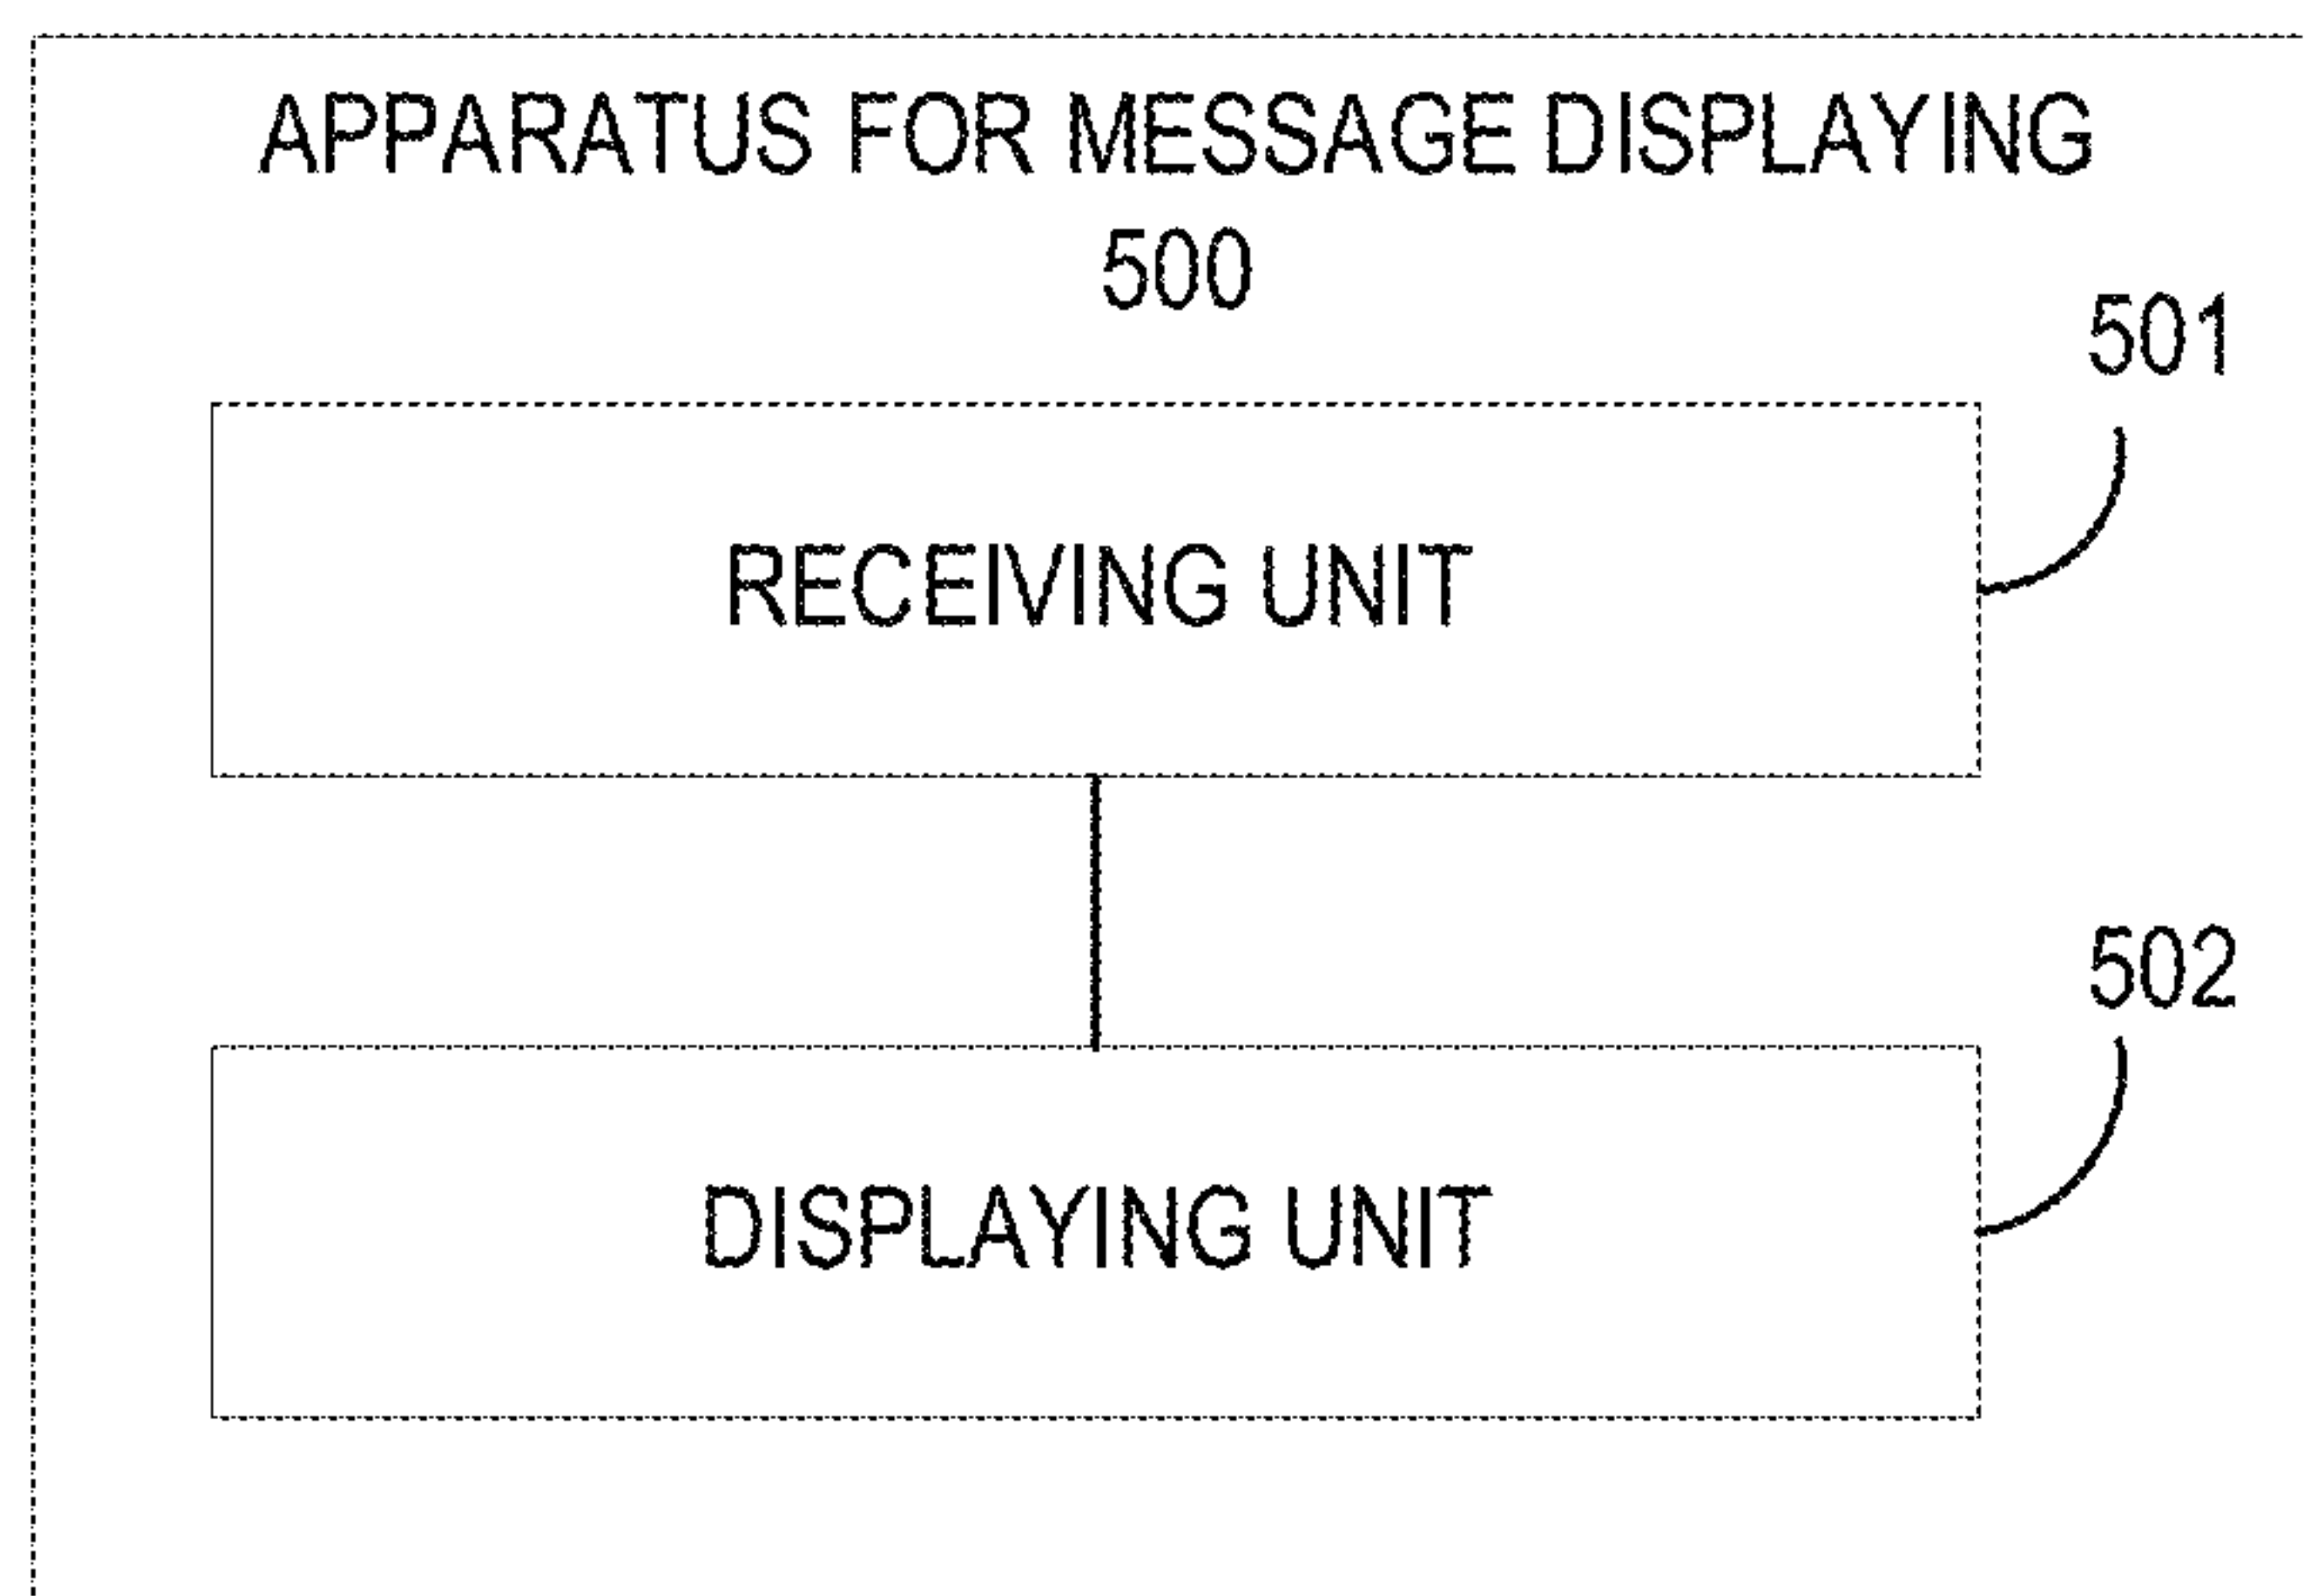 APPARATUS FOR MESSAGE DISPLAYING
500
501
RECEIVING UNIT
502
DISPLAYING UNIT